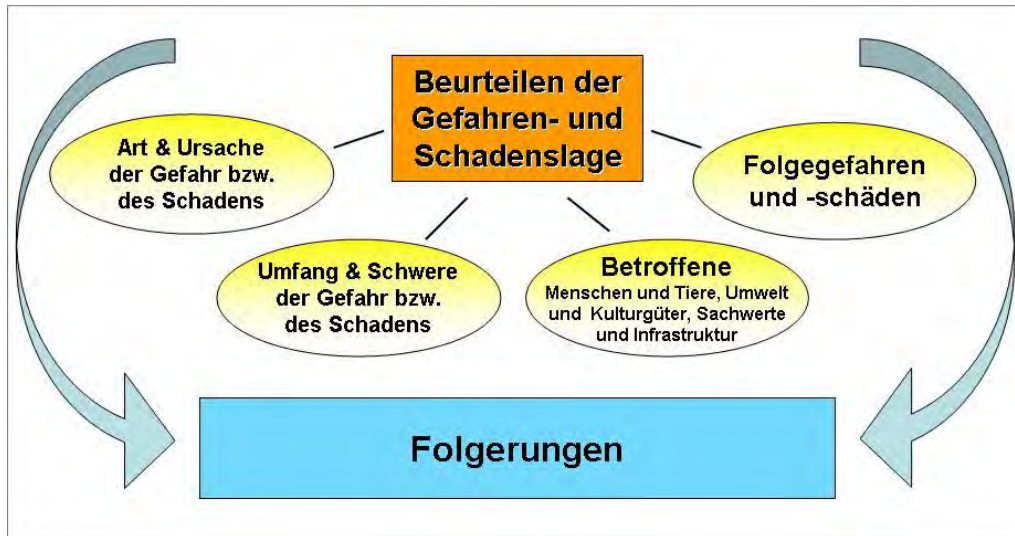 Beurteilen der
Gefahren- und
Schadenslage
Art & Ursache
der Gefahr bzw.
des Schadens
Umfang & Schwere
der Gefahr bzw.
des Schadens
Betroffene
Menschen und Tiere, Umwelt
und Kulturgüter, Sachwerte
und Infrastruktur
Folgegefahren
und -schäden
Folgerungen